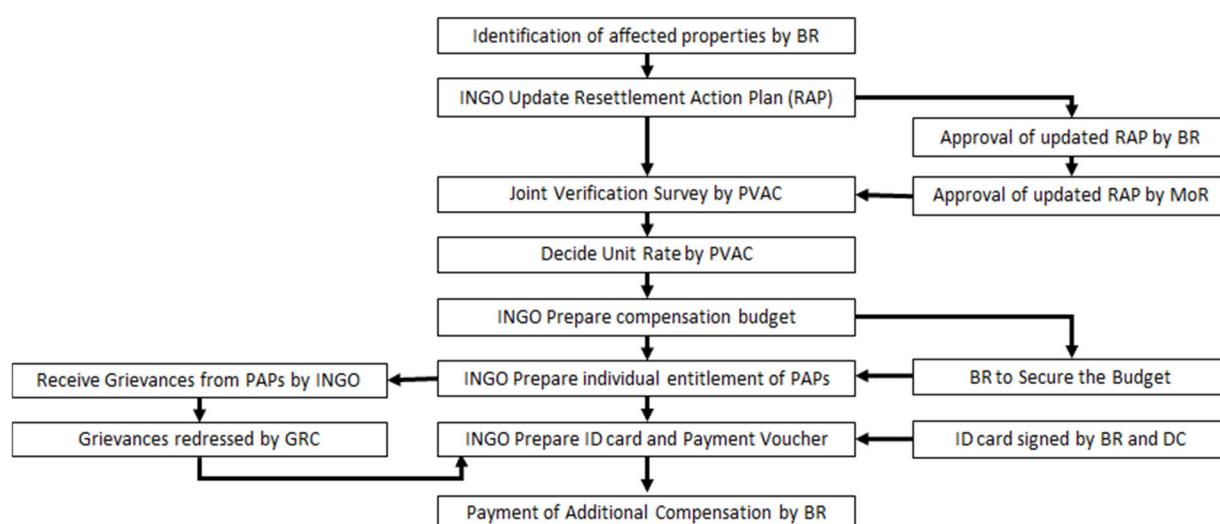 Identification of affected properties by BR
INGO Update Resettlement Action Plan (RAP)
Approval of updated RAP by BR
Joint Verification Survey by PVAC
Approval of updated RAP by MoR
Decide Unit Rate by PVAC
INGO Prepare compensation budget
Receive Grievances from PAPs by INGO
INGO Prepare individual entitlement of PAPs
BR to Secure the Budget
Grievances redressed by GRC
INGO Prepare ID card and Payment Voucher
ID card signed by BR and DC
Payment of Additional Compensation by BR